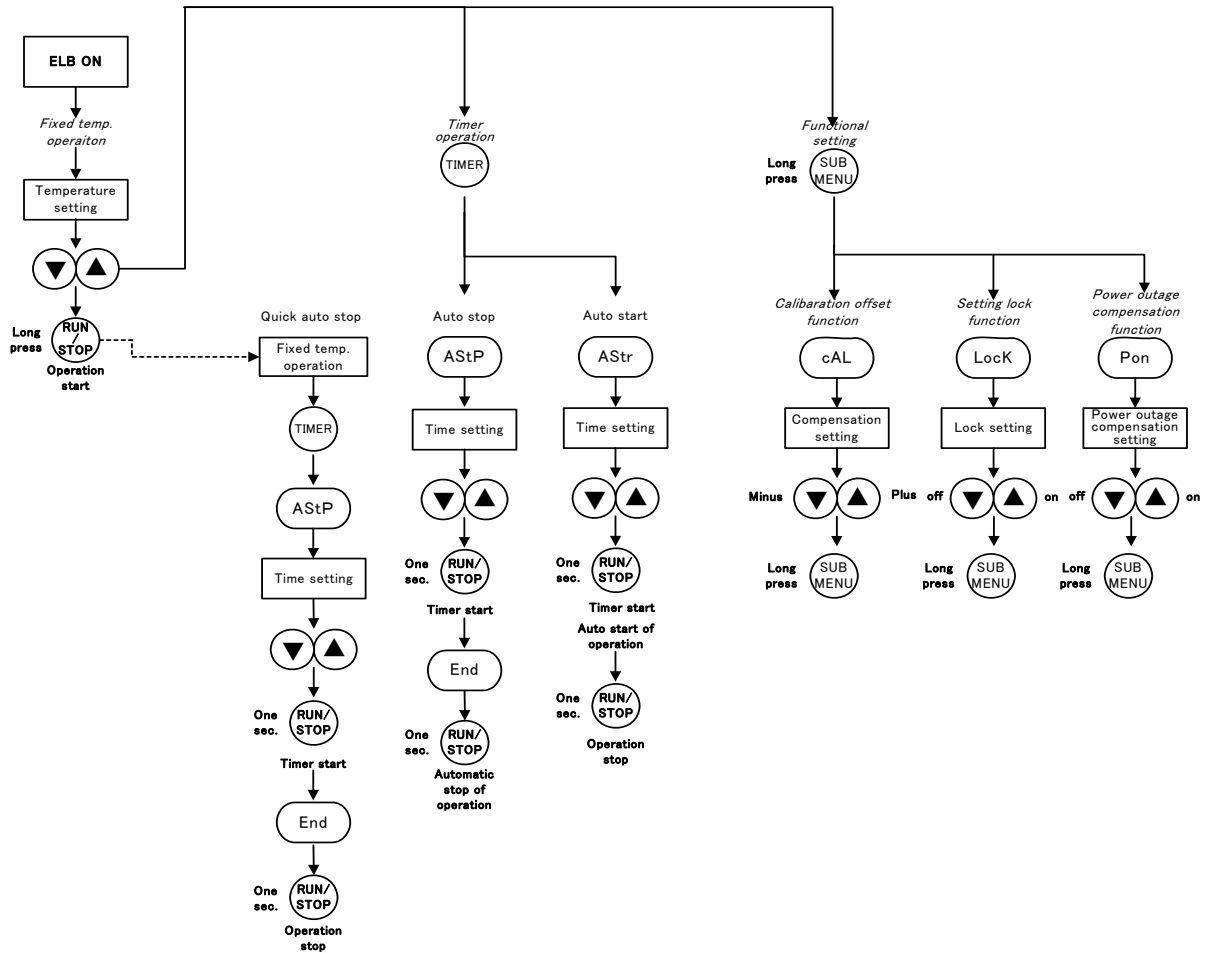 ELB ON
Fixed temp.
operaiton
Temperature
setting
▼ ▲
Long
press
RUN
/
STOP
Operation
start
Quick auto stop
Fixed temp.
operation
TIMER
AStP
Time setting
▼ ▲
One
sec.
RUN/
STOP
Timer start
End
One
sec.
RUN/
STOP
Operation
stop
Timer
operation
TIMER
Auto stop
AStP
Time setting
▼ ▲
One
sec.
RUN/
STOP
Timer start
End
One
sec.
RUN/
STOP
Automatic
stop of
operation
Auto start
AStr
Time setting
▼ ▲
One
sec.
RUN/
STOP
Timer start
Auto start of
operation
One
sec.
RUN/
STOP
Operation
stop
Functional
setting
Long
press
SUB
MENU
Calibaration offset
function
cAL
Compensation
setting
Minus ▼ ▲ Plus
Long
press
SUB
MENU
Setting lock
function
LocK
Lock setting
off ▼ ▲ on
Long
press
SUB
MENU
Power outage
compensation
function
Pon
Power outage
compensation
setting
off ▼ ▲ on
Long
press
SUB
MENU